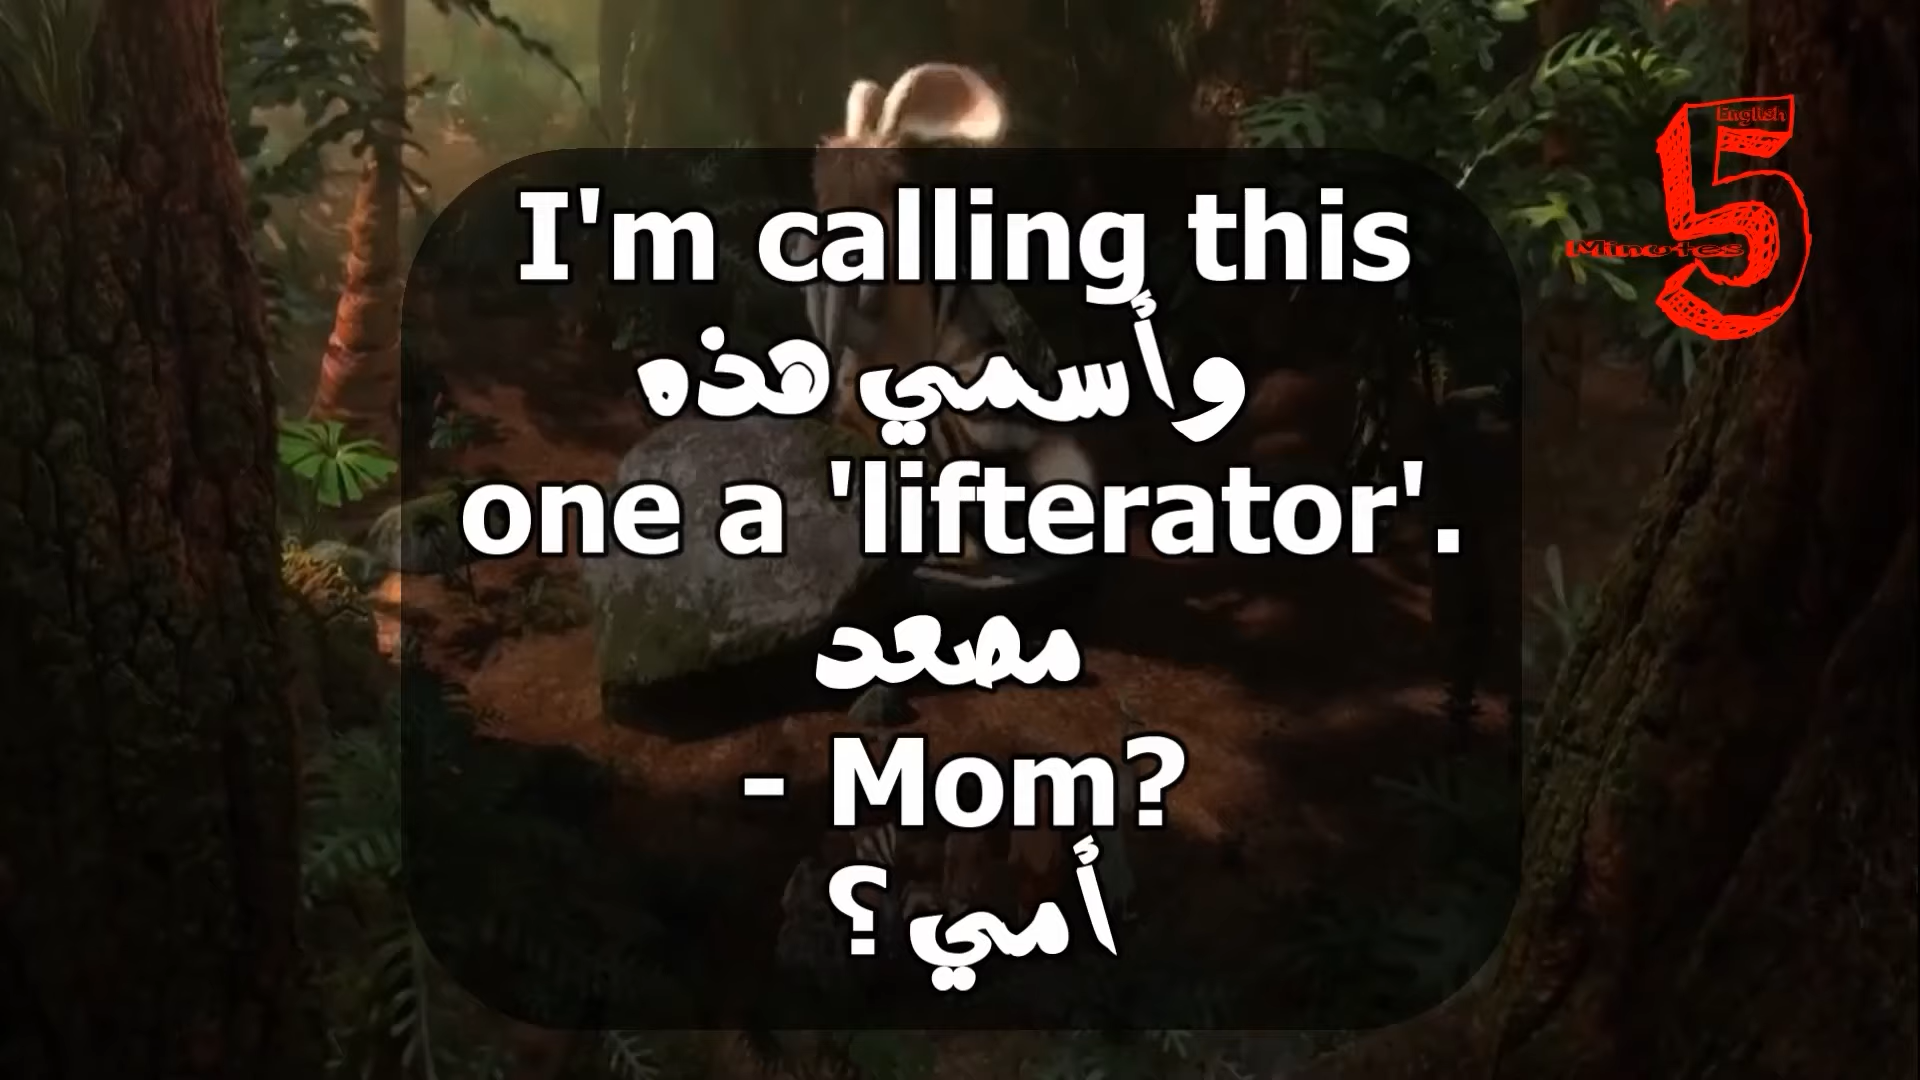 I'm calling this
وأسمي هذه
one a 'lifterator'.
مصعد
- Mom?
أمي؟
English
5
Minutes